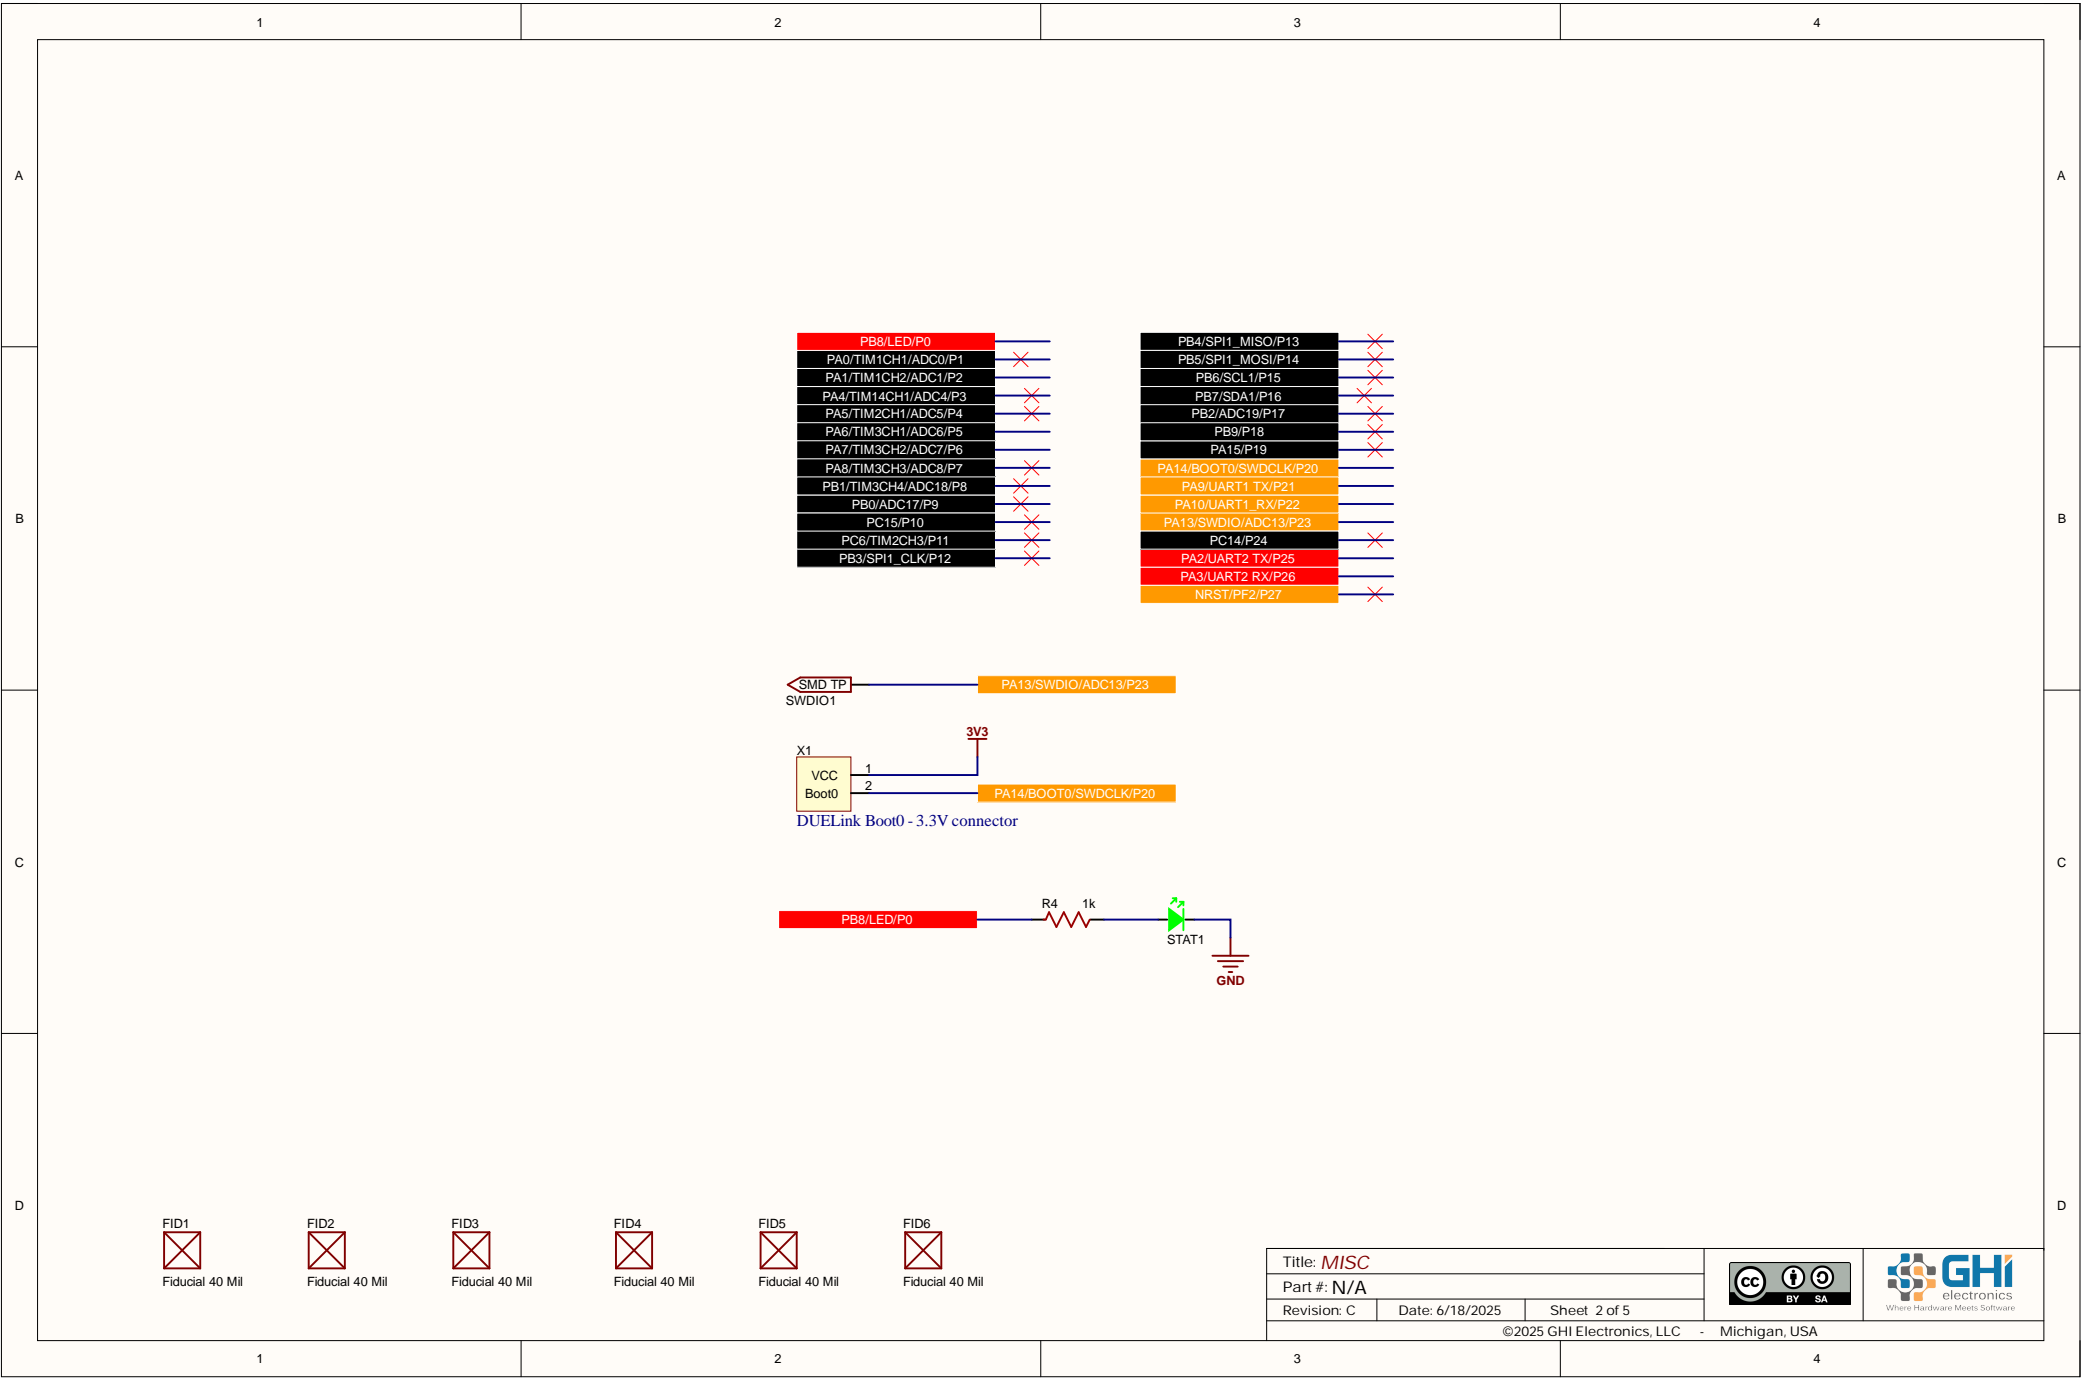 1 2 3 4
A A
PB8/LED/P0
PA0/TIM1CH1/ADC0/P1
PA1/TIM1CH2/ADC1/P2
PA4/TIM14CH1/ADC4/P3
PA5/TIM2CH1/ADC5/P4
PA6/TIM3CH1/ADC6/P5
PA7/TIM3CH2/ADC7/P6
PA8/TIM3CH3/ADC8/P7
PB1/TIM3CH4/ADC18/P8
PB0/ADC17/P9
PC15/P10
PC6/TIM2CH3/P11
PB3/SPI1_CLK/P12
PB4/SPI1_MISO/P13
PB5/SPI1_MOSI/P14
PB6/SCL1/P15
PB7/SDA1/P16
PB2/ADC19/P17
PB9/P18
PA15/P19
PA14/BOOT0/SWDCLK/P20
PA9/UART1 TX/P21
PA10/UART1_RX/P22
PA13/SWDIO/ADC13/P23
PC14/P24
PA2/UART2 TX/P25
PA3/UART2 RX/P26
NRST/PF2/P27
B B
SMD TP PA13/SWDIO/ADC13/P23
SWDIO1
3V3
X1
VCC 1
Boot0 2 PA14/BOOT0/SWDCLK/P20
DUELink Boot0 - 3.3V connector
C C
R4 1k
PB8/LED/P0
STAT1
GND
D D
FID1 FID2 FID3 FID4 FID5 FID6
Fiducial 40 Mil Fiducial 40 Mil Fiducial 40 Mil Fiducial 40 Mil Fiducial 40 Mil Fiducial 40 Mil
Title: MISC
Part #: N/A
Revision: C Date: 6/18/2025 Sheet 2 of 5
cc BY SA
GHI
electronics
Where Hardware Meets Software
©2025 GHI Electronics, LLC - Michigan, USA
1 2 3 4